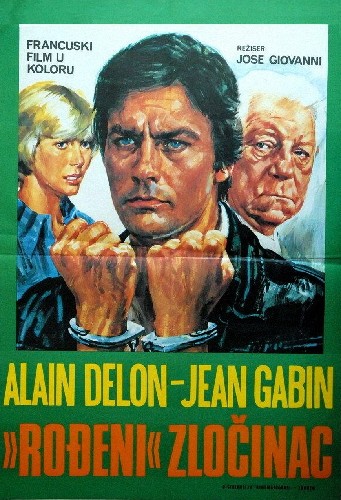 FRANCUSKI
FILM U
KOLORU
REŽISER
JOSE GIOVANNI
ALAIN DELON-JEAN GABIN
»ROĐENI« ZLOČINAC